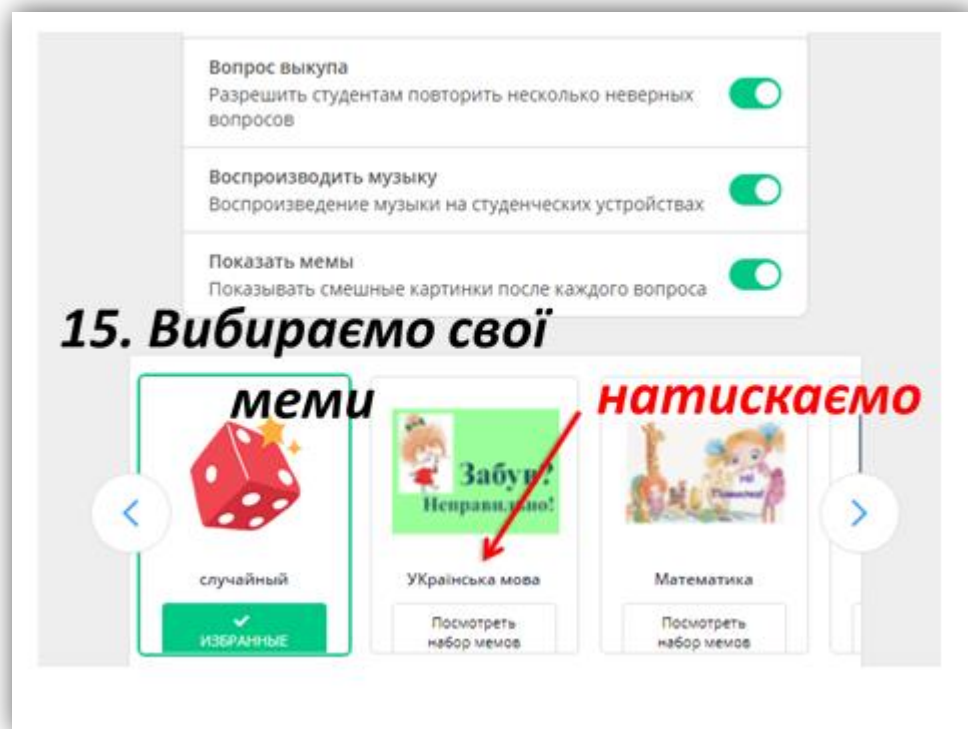 Вопрос выкупа
Разрешить студентам повторить несколько неверных
вопросов
Воспроизводить музыку
Воспроизведение музыки на студенческих устройствах
Показать мемы
Показывать смешные картинки после каждого вопроса
15. Вибираємо свої
меми
натискаємо
Забув?
Неправильно!
Ні!
Помилка!
случайный
УКраїнська мова
Математика
ИЗБРАННЫЕ
Посмотреть
набор мемов
Посмотреть
набор мемов